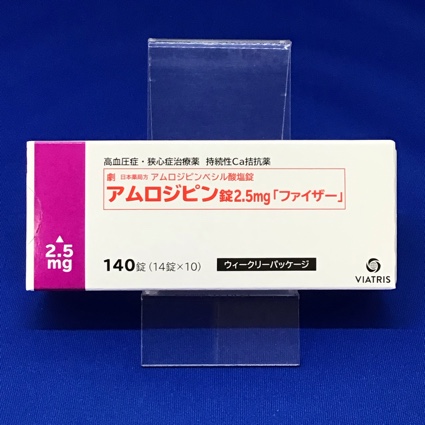 高血圧症・狭心症治療薬 持続性Ca拮抗薬
劇 日本薬局方 アムロジピンベシル酸塩錠
アムロジピン錠2.5mg「ファイザー」
▲
2.5
mg
140錠(14錠×10)
ウィークリーパッケージ
VIATRIS